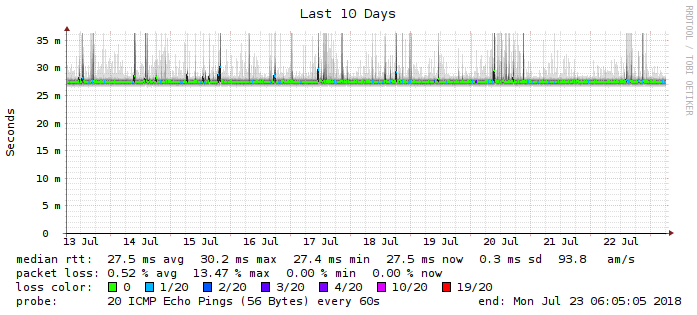 Last 10 Days
RRDTOOL / TOBI OETIKER
Seconds
35 m
30 m
25 m
20 m
15 m
10 m
5 m
0
13 Jul 14 Jul 15 Jul 16 Jul 17 Jul 18 Jul 19 Jul 20 Jul 21 Jul 22 Jul
median rtt: 27.5 ms avg 30.2 ms max 27.4 ms min 27.5 ms now 0.3 ms sd 93.8 am/s
packet loss: 0.52 % avg 13.47 % max 0.00 % min 0.00 % now
loss color: 0 1/20 2/20 3/20 4/20 10/20 19/20
probe: 20 ICMP Echo Pings (56 Bytes) every 60s end: Mon Jul 23 06:05:05 2018